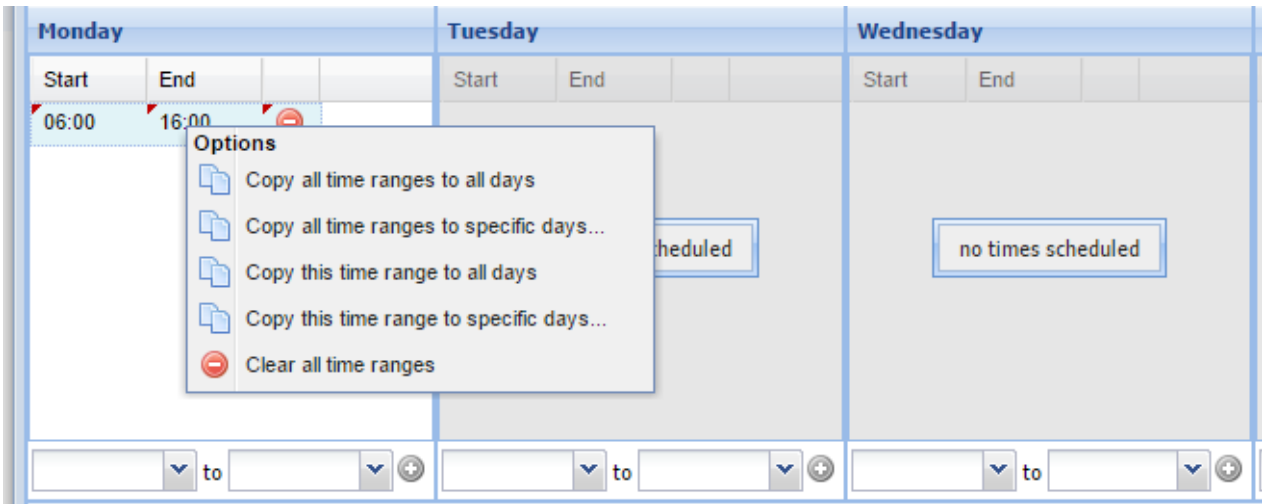 Monday
Tuesday
Wednesday
Start End
Start End
Start End
06:00 16:00
Options
Copy all time ranges to all days
Copy all time ranges to specific days...
Copy this time range to all days
Copy this time range to specific days...
Clear all time ranges
no times scheduled
to
to
to